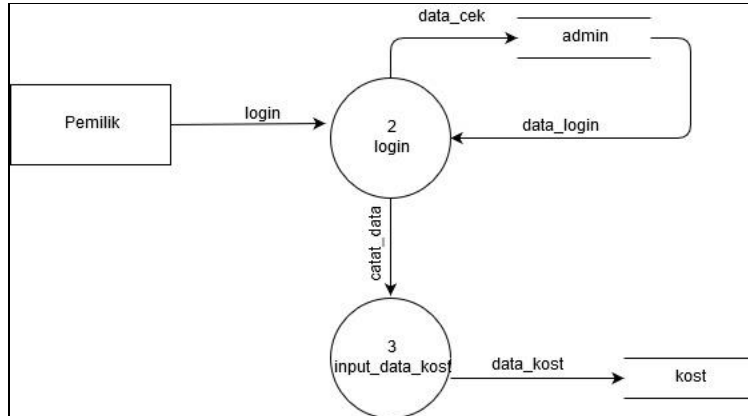 data_cek
admin
Pemilik
login
2
login
data_login
catat_data
3
input_data_kost
data_kost
kost